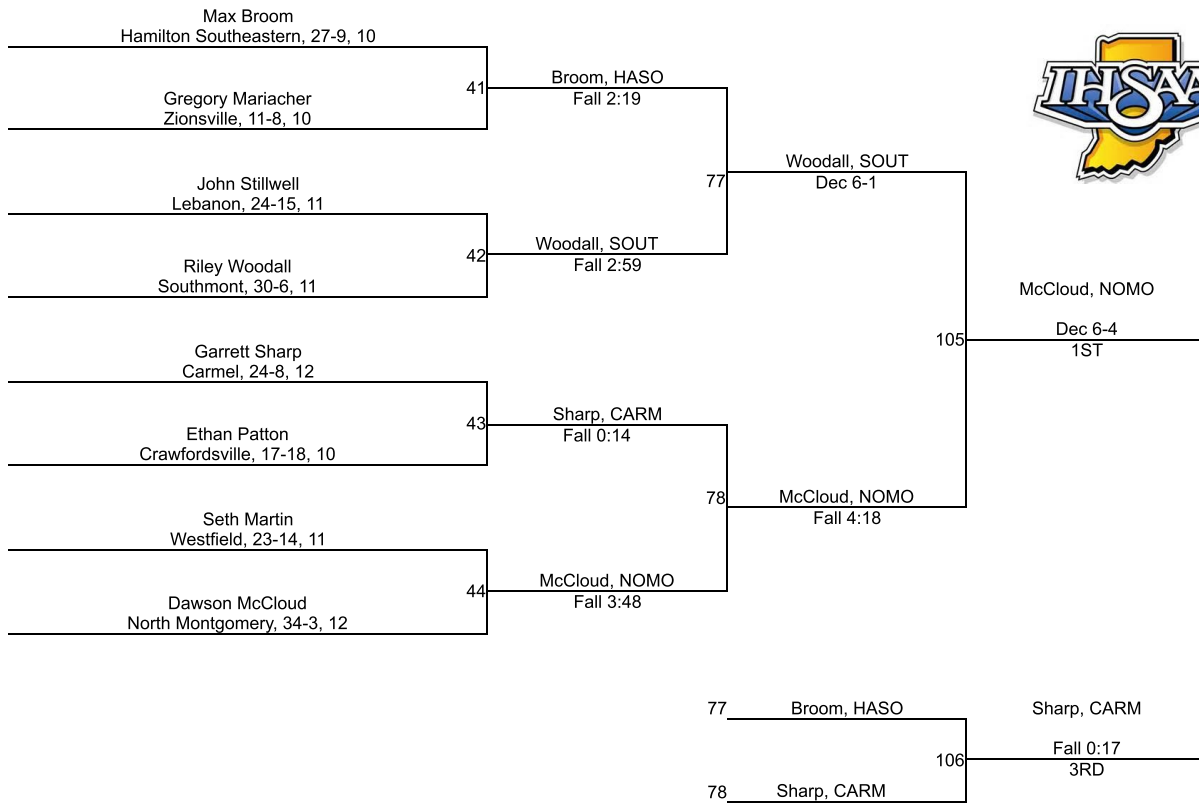 Max Broom
Hamilton Southeastern, 27-9, 10
41
Gregory Mariacher
Zionsville, 11-8, 10
John Stillwell
Lebanon, 24-15, 11
42
Riley Woodall
Southmont, 30-6, 11
Garrett Sharp
Carmel, 24-8, 12
43
Ethan Patton
Crawfordsville, 17-18, 10
Seth Martin
Westfield, 23-14, 11
44
Dawson McCloud
North Montgomery, 34-3, 12
Broom, HASO
Fall 2:19
77
Woodall, SOUT
Fall 2:59
Sharp, CARM
Fall 0:14
78
McCloud, NOMO
Fall 3:48
Woodall, SOUT
Dec 6-1
105
McCloud, NOMO
Fall 4:18
IHSAA
McCloud, NOMO
Dec 6-4
1ST
77
Broom, HASO
106
78
Sharp, CARM
Sharp, CARM
Fall 0:17
3RD